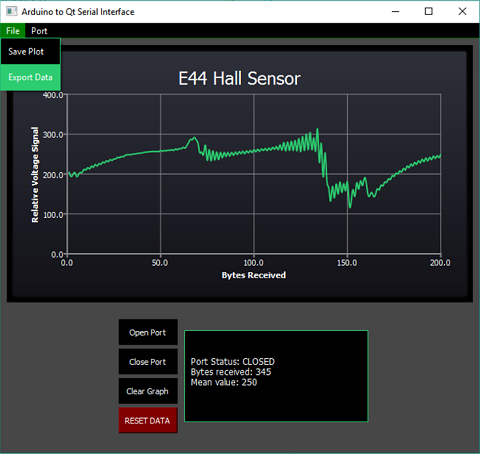 Arduino to Qt Serial Interface
File Port
Save Plot
Export Data
E44 Hall Sensor
400.0
300.0
200.0
100.0
0.0
Relative Voltage Signal
0.0 50.0 100.0 150.0 200.0
Bytes Received
Open Port
Close Port
Clear Graph
RESET DATA
Port Status: CLOSED
Bytes received: 345
Mean value: 250